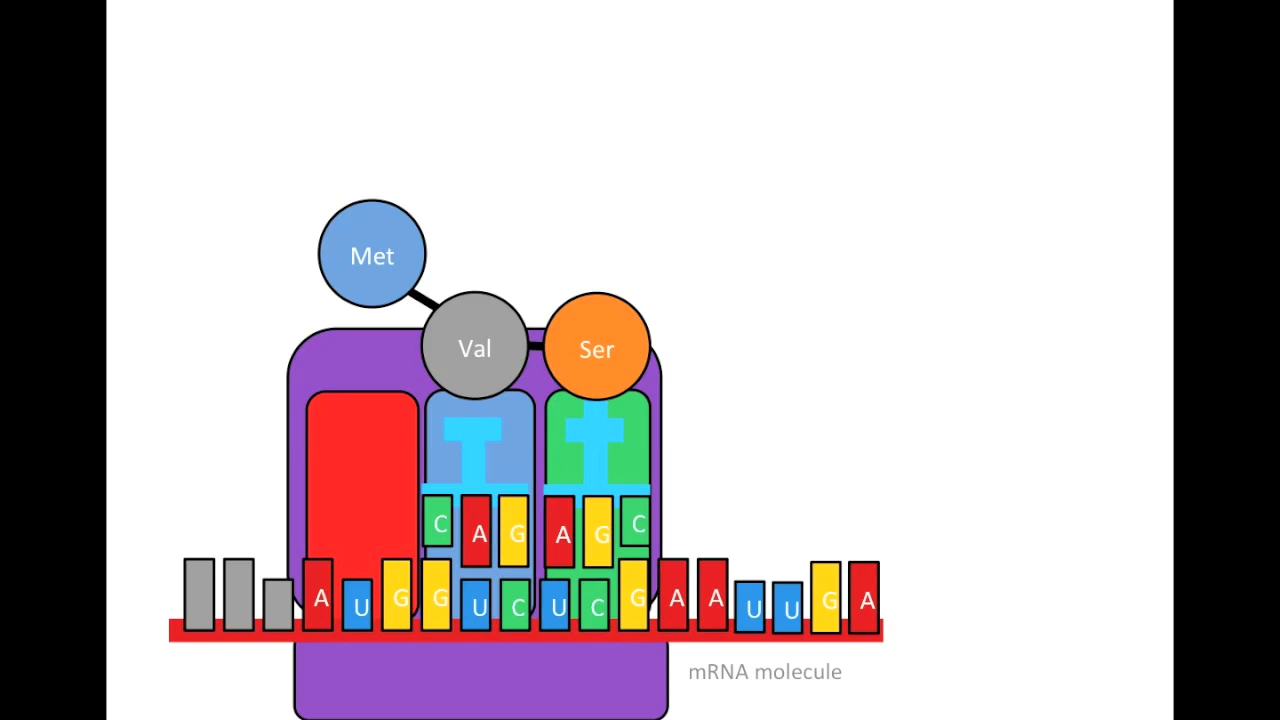 Met
Val
Ser
C A G A G C
A U G G U C U C G A A U U G A
mRNA molecule